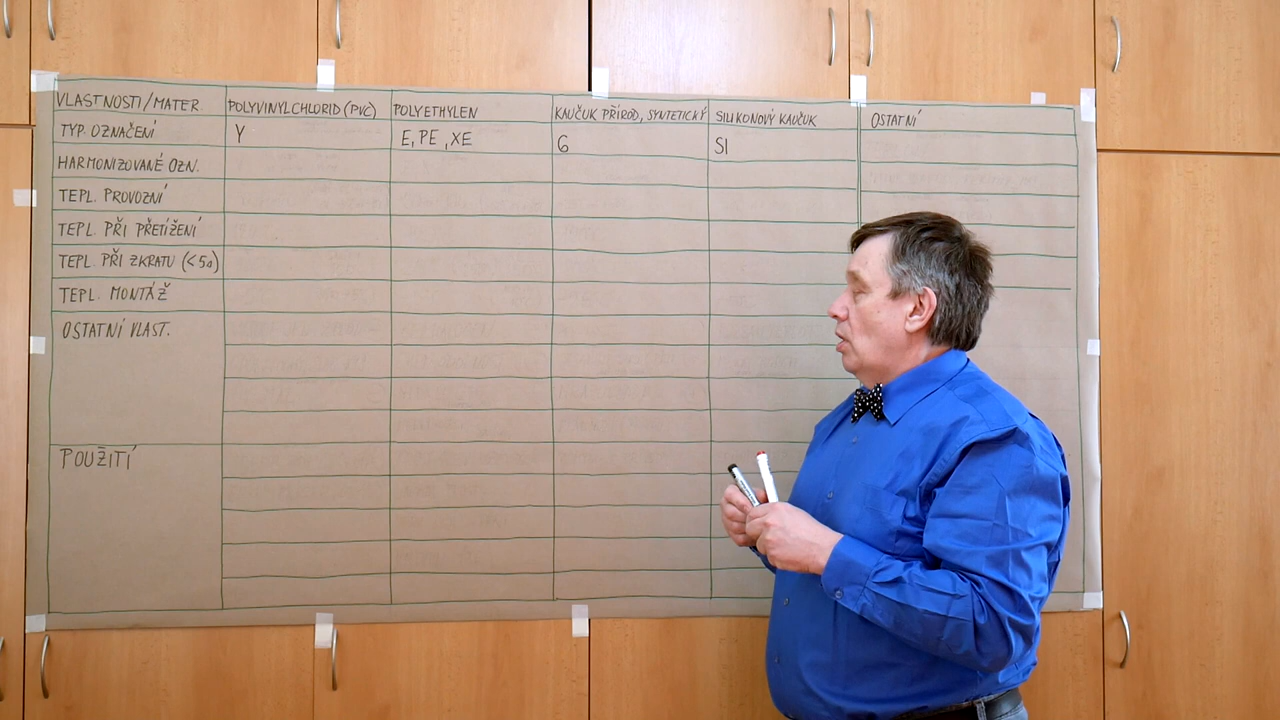 VLASTNOSTI/MATER. POLYVINYLCHLORID (PVC) POLYETHYLEN KAUČUK PŘÍROD, SYNTETICKÝ SILIKONOVÝ KAUČUK OSTATNÍ
TYP. OZNAČENÍ Y E, PE, XE G SI
HARMONIZOVANÉ OZN.
TEPL. PROVOZNÍ
TEPL. PŘI PŘETÍŽENÍ
TEPL. PŘI ZKRATU (<5s)
TEPL. MONTÁŽ
OSTATNÍ VLAST.
POUŽITÍ